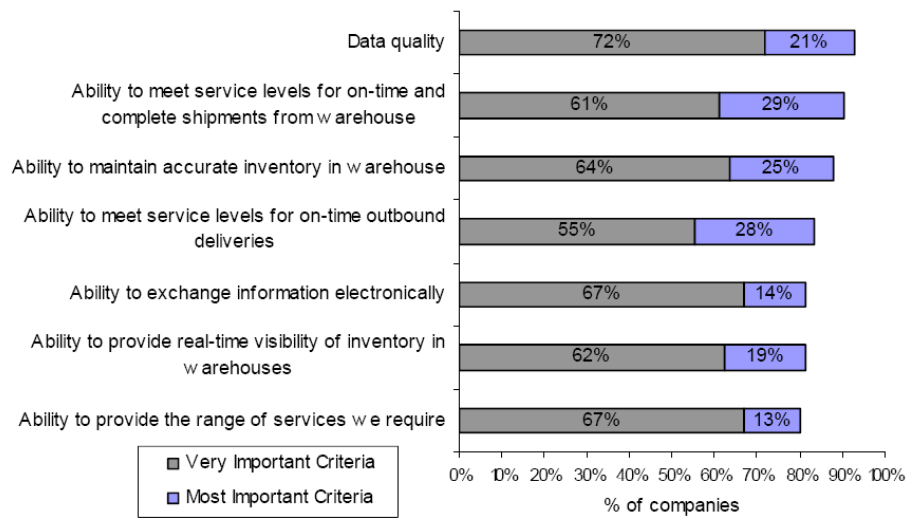 Data quality
72%
21%
Ability to meet service levels for on-time and
complete shipments from warehouse
61%
29%
Ability to maintain accurate inventory in warehouse
64%
25%
Ability to meet service levels for on-time outbound
deliveries
55%
28%
Ability to exchange information electronically
67%
14%
Ability to provide real-time visibility of inventory in
warehouses
62%
19%
Ability to provide the range of services we require
67%
13%
Very Important Criteria
Most Important Criteria
0% 10% 20% 30% 40% 50% 60% 70% 80% 90% 100%
% of companies